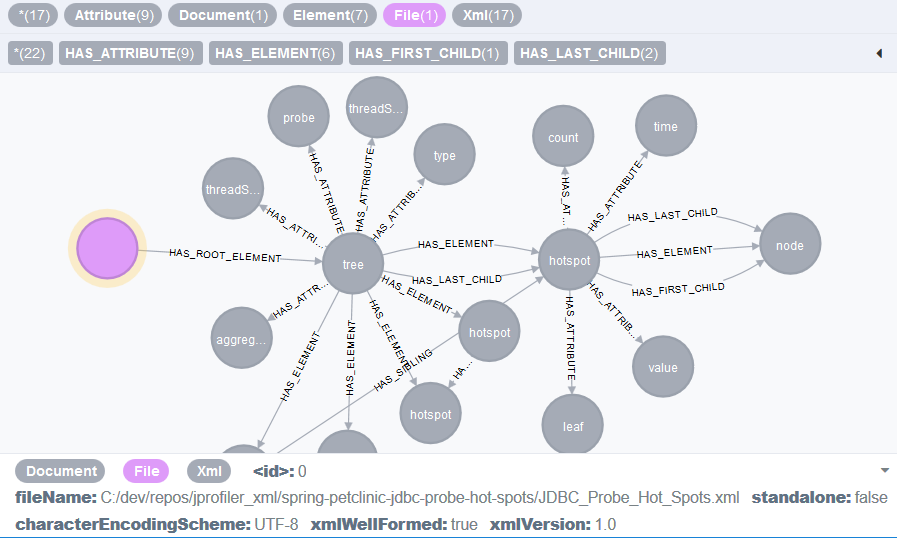 *(17) Attribute(9) Document(1) Element(7) File(1) Xml(17)
*(22) HAS_ATTRIBUTE(9) HAS_ELEMENT(6) HAS_FIRST_CHILD(1) HAS_LAST_CHILD(2)
probe
threadS...
type
count
time
threadS...
HAS_ATTRIBUTE
HAS_ATTRIBUTE
HAS_ATTRIB...
HAS_AT...
HAS_ATTRIBUTE
HAS_ATTRI...
HAS_LAST_CHILD
HAS_ROOT_ELEMENT
tree
HAS_ELEMENT
hotspot
HAS_ELEMENT
node
HAS_LAST_CHILD
HAS_FIRST_CHILD
HAS_ATTR...
HAS_ELEMENT
HAS_ATTRIB...
aggreg...
HAS_ELEMENT
HAS_ELEMENT
HAS_ELEMENT
hotspot
HAS_ATTRIBUTE
HAS_SIBLING
HA...
value
hotspot
leaf
Document File Xml <id>: 0
fileName: C:/dev/repos/jprofiler_xml/spring-petclinic-jdbc-probe-hot-spots/JDBC_Probe_Hot_Spots.xml standalone: false
characterEncodingScheme: UTF-8 xmlWellFormed: true xmlVersion: 1.0